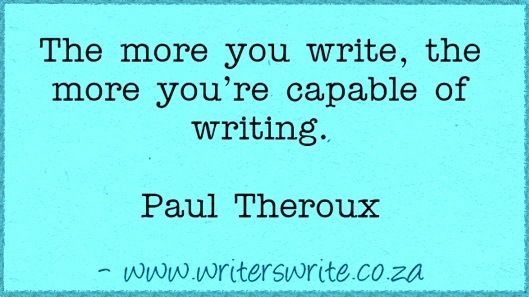 The more you write, the
more you're capable of
writing.
Paul Theroux
- www.writerswrite.co.za